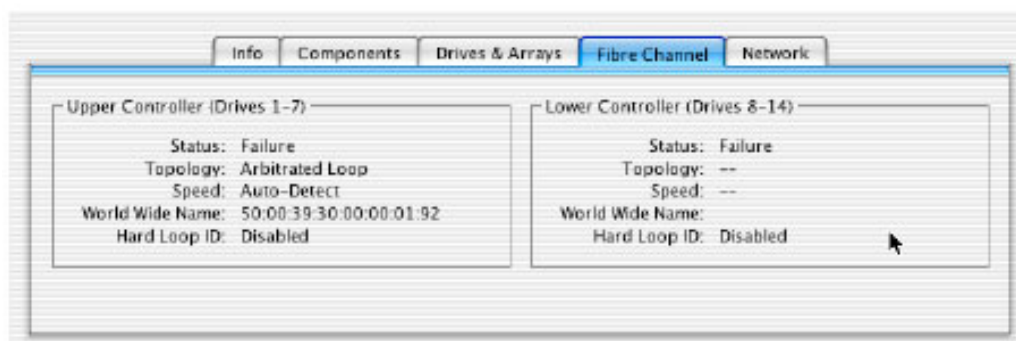 Info Components Drives & Arrays Fibre Channel Network
Upper Controller (Drives 1-7)
Status: Failure
Topology: Arbitrated Loop
Speed: Auto-Detect
World Wide Name: 50:00:39:30:00:00:01:92
Hard Loop ID: Disabled
Lower Controller (Drives 8-14)
Status: Failure
Topology: --
Speed: --
World Wide Name:
Hard Loop ID: Disabled